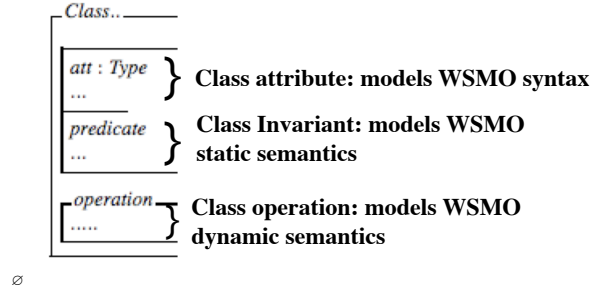 Class..
att : Type
...
Class attribute: models WSMO syntax
predicate
...
Class Invariant: models WSMO
static semantics
operation
.....
Class operation: models WSMO
dynamic semantics
∅